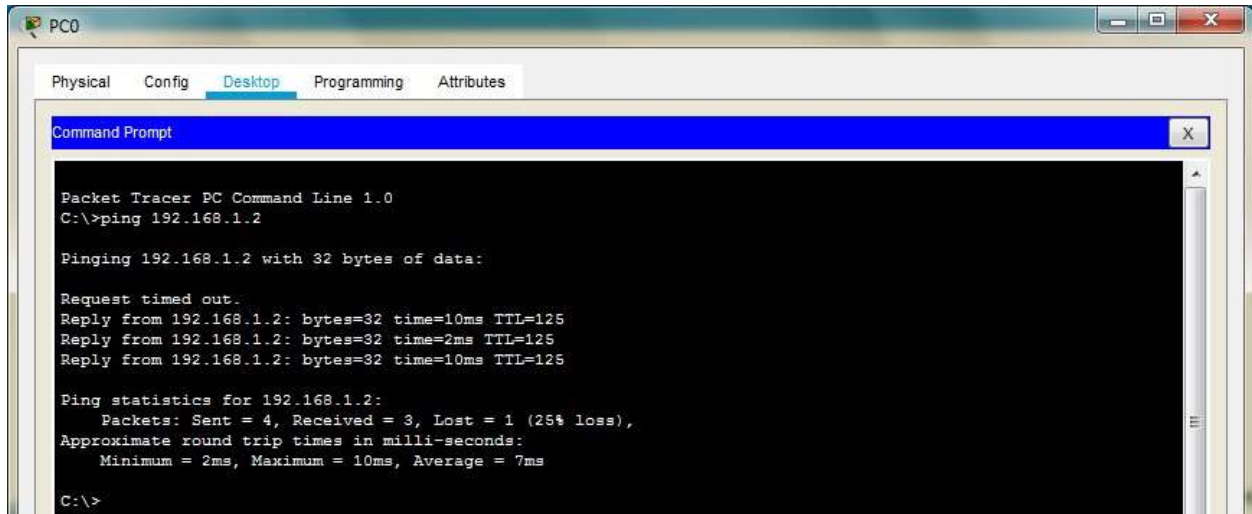 PC0
Physical Config Desktop Programming Attributes
Command Prompt
X
Packet Tracer PC Command Line 1.0
C:\>ping 192.168.1.2
Pinging 192.168.1.2 with 32 bytes of data:
Request timed out.
Reply from 192.168.1.2: bytes=32 time=10ms TTL=125
Reply from 192.168.1.2: bytes=32 time=2ms TTL=125
Reply from 192.168.1.2: bytes=32 time=10ms TTL=125
Ping statistics for 192.168.1.2:
Packets: Sent = 4, Received = 3, Lost = 1 (25% loss),
Approximate round trip times in milli-seconds:
Minimum = 2ms, Maximum = 10ms, Average = 7ms
C:\>